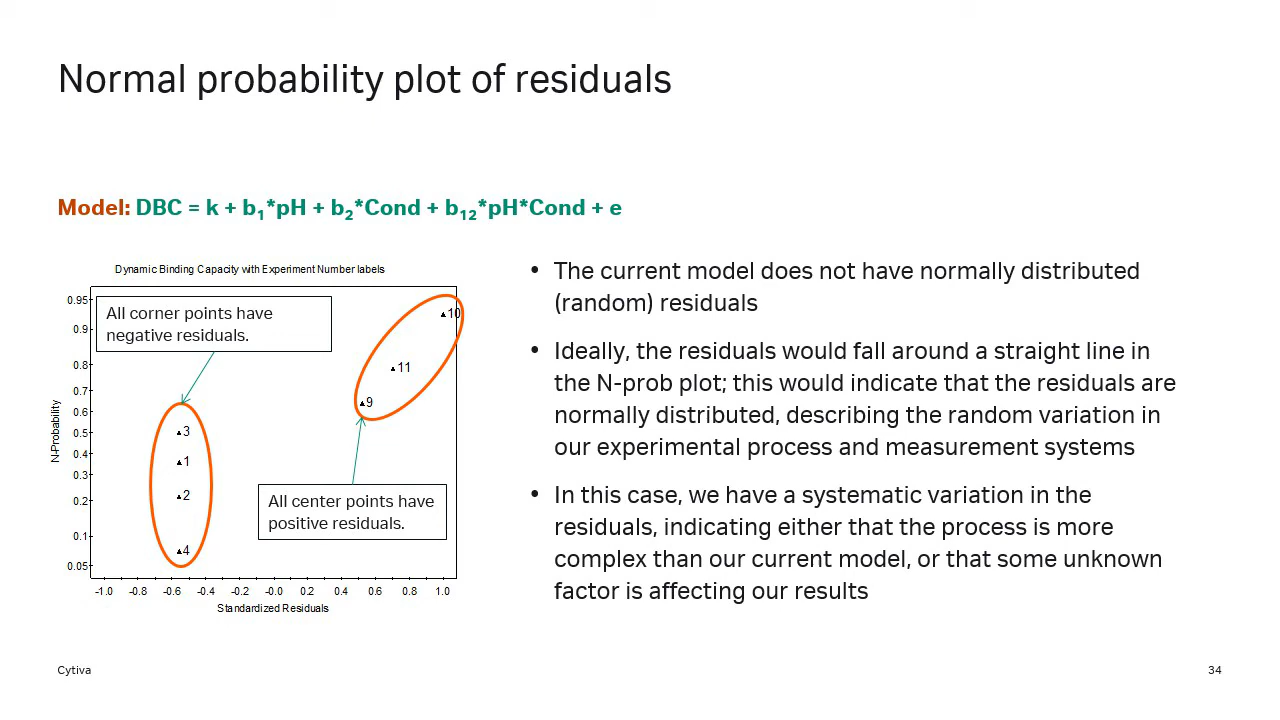 Normal probability plot of residuals
Model: DBC = k + b₁*pH + b₂*Cond + b₁₂*pH*Cond + e
Dynamic Binding Capacity with Experiment Number labels
0.95
0.9
0.8
0.7
0.6
0.5
0.4
0.3
0.2
0.1
0.05
N-Probability
All corner points have
negative residuals.
10
11
9
3
1
2
4
All center points have
positive residuals.
-1.0 -0.8 -0.6 -0.4 -0.2 -0.0 0.2 0.4 0.6 0.8 1.0
Standardized Residuals
• The current model does not have normally distributed
(random) residuals
• Ideally, the residuals would fall around a straight line in
the N-prob plot; this would indicate that the residuals are
normally distributed, describing the random variation in
our experimental process and measurement systems
• In this case, we have a systematic variation in the
residuals, indicating either that the process is more
complex than our current model, or that some unknown
factor is affecting our results
Cytiva
34